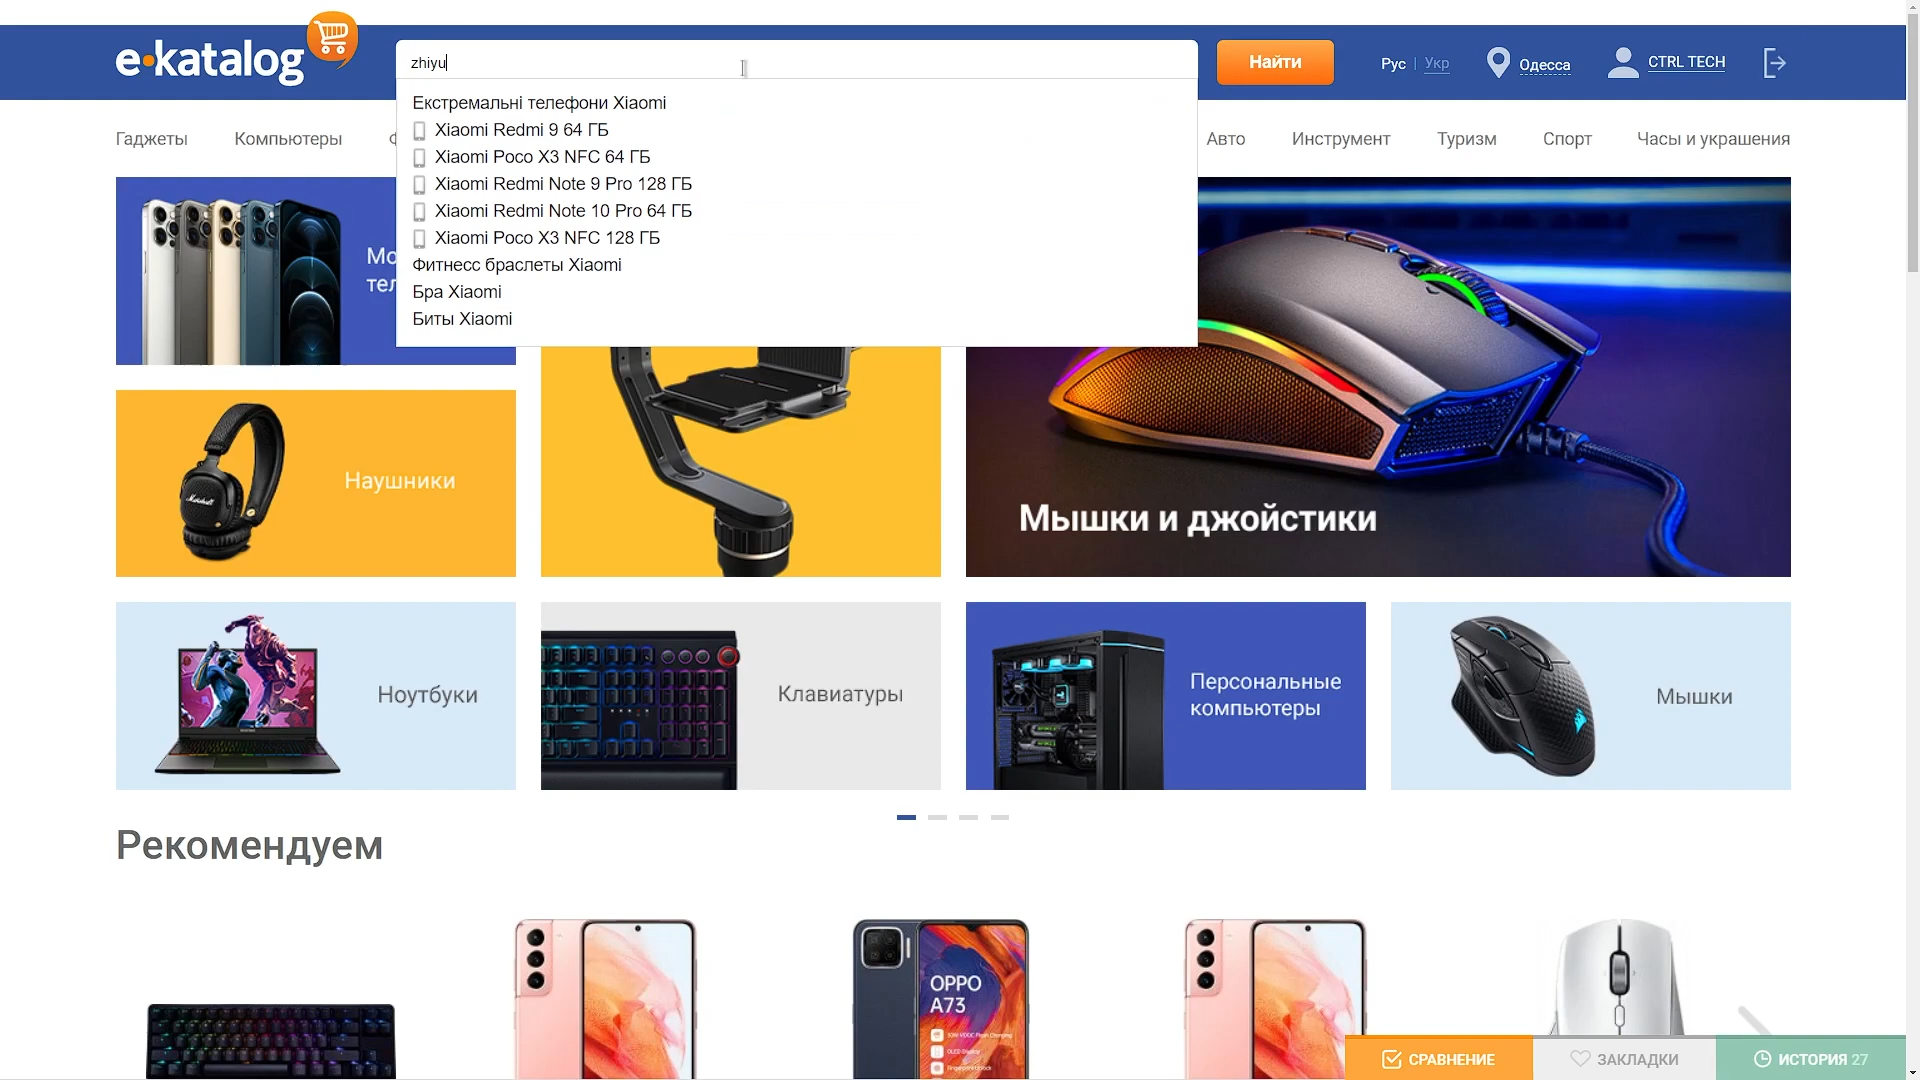 e-katalog
zhiyu
Найти
Рус | Укр
Одесса
CTRL TECH
Екстремальні телефони Xiaomi
Xiaomi Redmi 9 64 ГБ
Xiaomi Poco X3 NFC 64 ГБ
Xiaomi Redmi Note 9 Pro 128 ГБ
Xiaomi Redmi Note 10 Pro 64 ГБ
Xiaomi Poco X3 NFC 128 ГБ
Фитнесс браслеты Xiaomi
Бра Xiaomi
Биты Xiaomi
Гаджеты
Компьютеры
Авто
Инструмент
Туризм
Спорт
Часы и украшения
Marshall
Наушники
Мышки и джойстики
Ноутбуки
Клавиатуры
Персональные
компьютеры
Мышки
Рекомендуем
OPPO
A73
СРАВНЕНИЕ
ЗАКЛАДКИ
ИСТОРИЯ 27